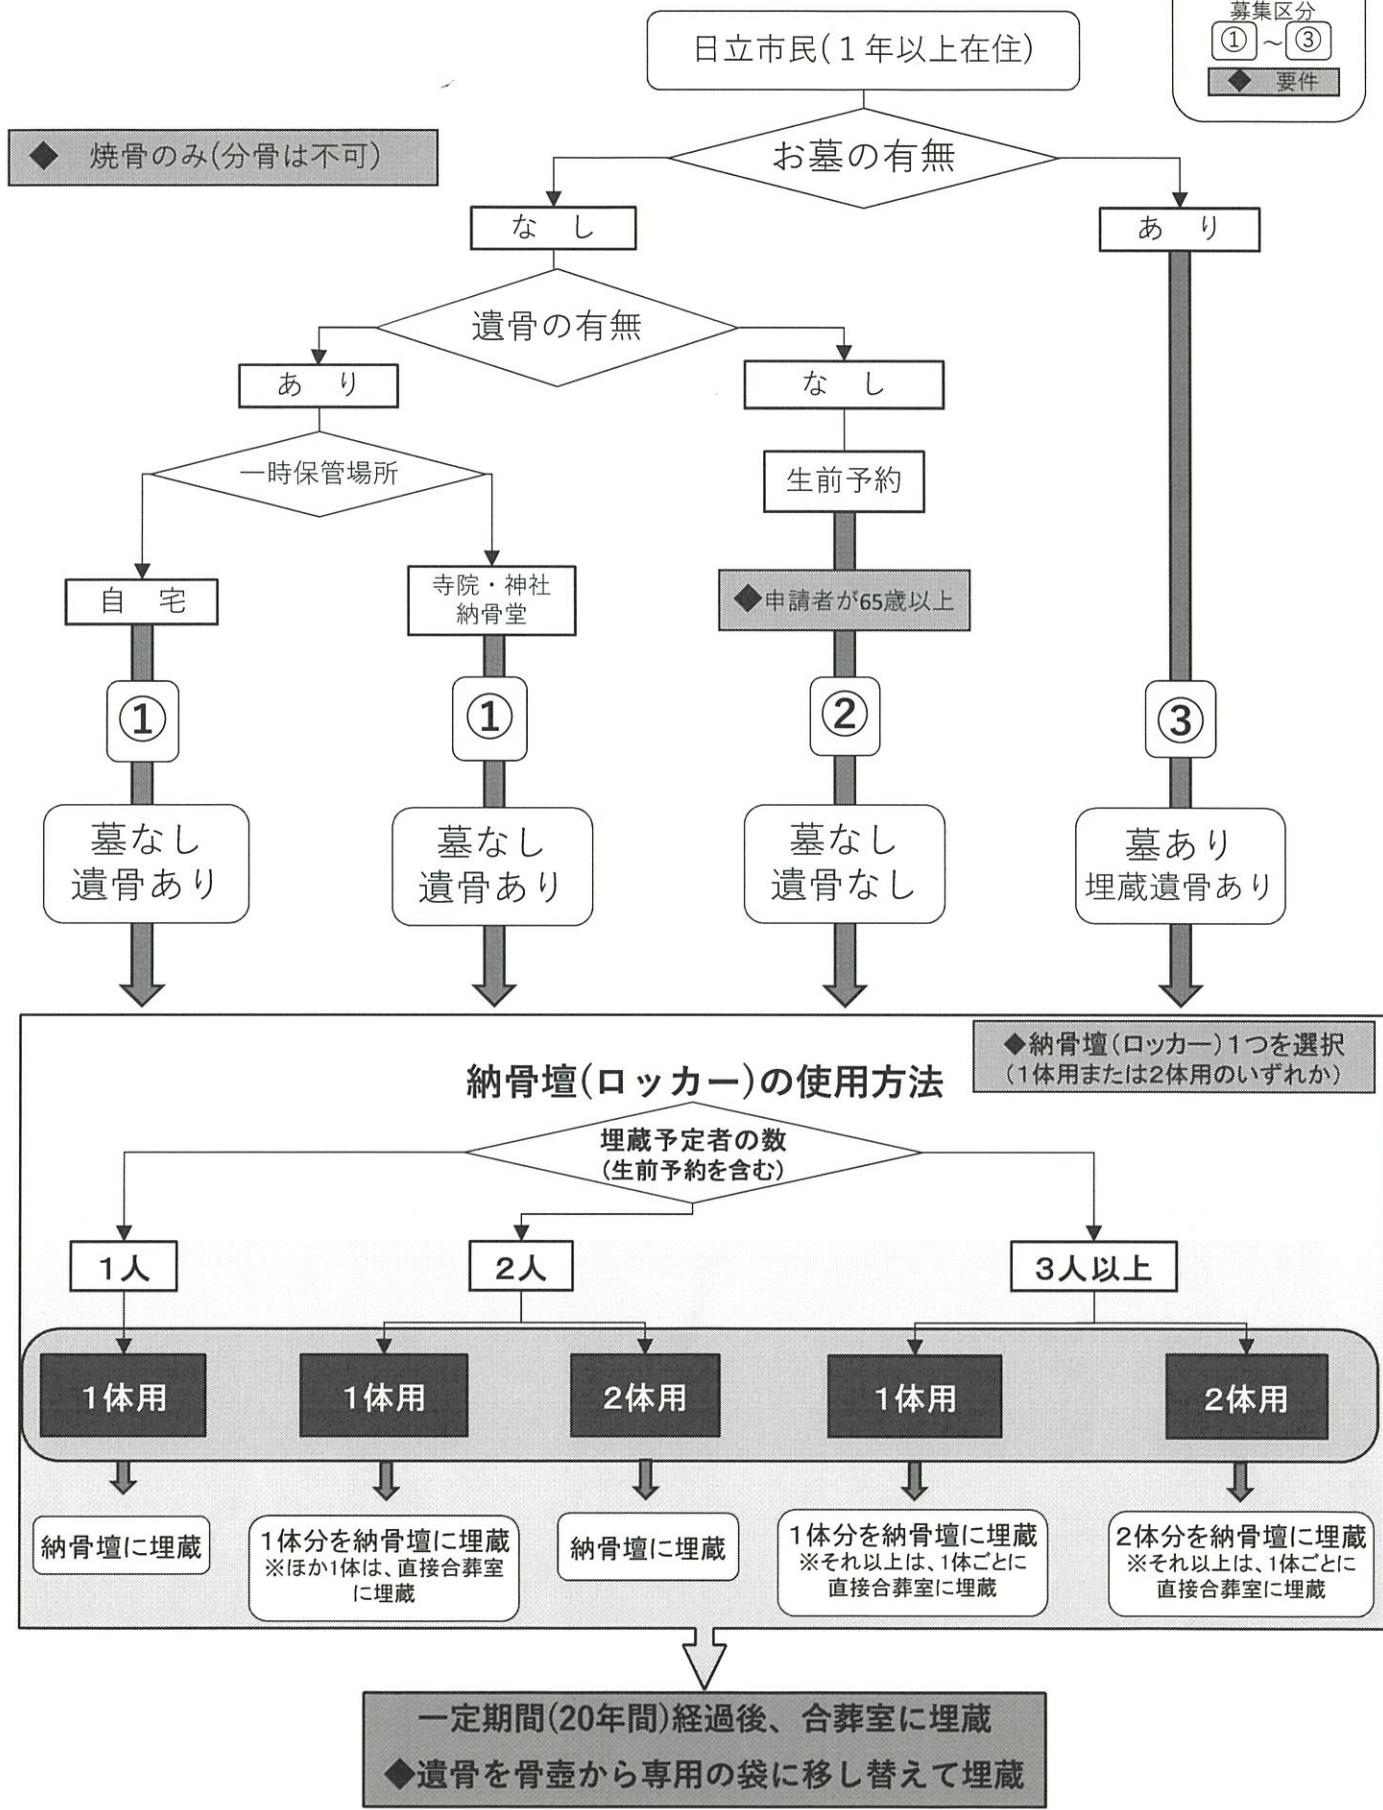 募集区分
① ～ ③
◆ 要件
日立市民(１年以上在住)
◆ 焼骨のみ(分骨は不可)
お墓の有無
な し
あ り
遺骨の有無
あ り
な し
一時保管場所
生前予約
自 宅
寺院・神社
納骨堂
◆申請者が65歳以上
①
①
②
③
墓なし
遺骨あり
墓なし
遺骨あり
墓なし
遺骨なし
墓あり
埋蔵遺骨あり
◆納骨壇(ロッカー)１つを選択
(１体用または２体用のいずれか)
納骨壇(ロッカー)の使用方法
埋蔵予定者の数
(生前予約を含む)
１人
２人
３人以上
１体用
１体用
２体用
１体用
２体用
納骨壇に埋蔵
１体分を納骨壇に埋蔵
※ほか１体は、直接合葬室
に埋蔵
納骨壇に埋蔵
１体分を納骨壇に埋蔵
※それ以上は、１体ごとに
直接合葬室に埋蔵
２体分を納骨壇に埋蔵
※それ以上は、１体ごとに
直接合葬室に埋蔵
一定期間(20年間)経過後、合葬室に埋蔵
◆遺骨を骨壺から専用の袋に移し替えて埋蔵